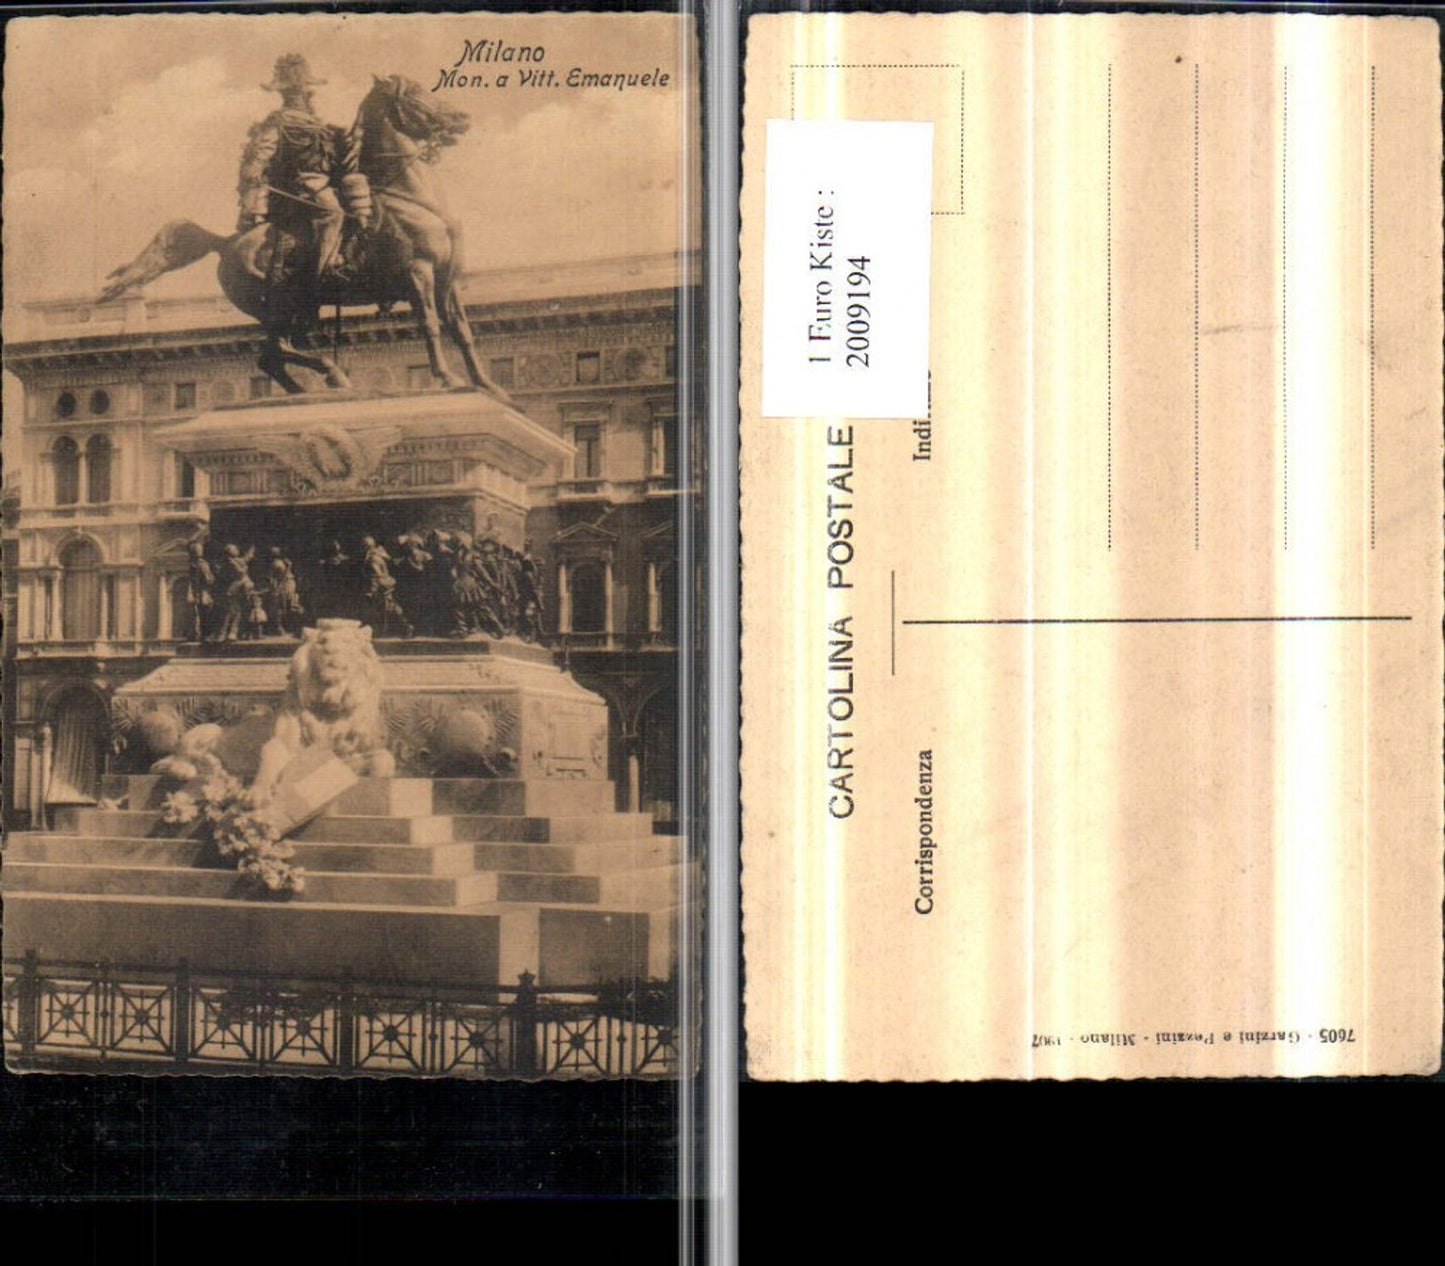 Milano
Mon. a Vitt. Emanuele
1 Euro Kiste :
2009194
CARTOLINA POSTALE
Corrispondenza
7605 - Garzini e Pezzini - Milano - 1907